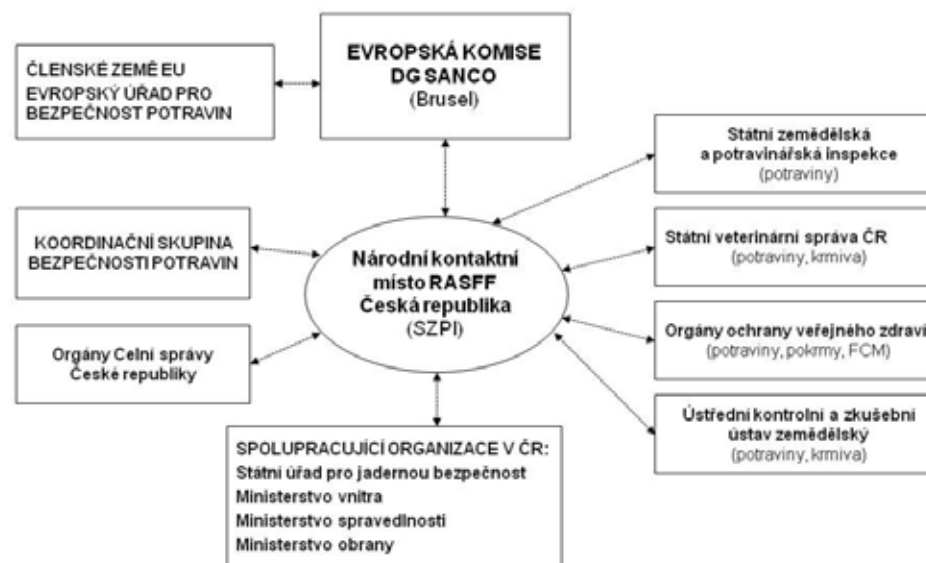 EVROPSKÁ KOMISE
DG SANCO
(Brusel)
ČLENSKÉ ZEMĚ EU
EVROPSKÝ ÚŘAD PRO
BEZPEČNOST POTRAVIN
Státní zemědělská
a potravinářská inspekce
(potraviny)
KOORDINAČNÍ SKUPINA
BEZPEČNOSTI POTRAVIN
Národní kontaktní
místo RASFF
Česká republika
(SZPI)
Státní veterinární správa ČR
(potraviny, krmiva)
Orgány ochrany veřejného zdraví
(potraviny, pokrmy, FCM)
Orgány Celní správy
České republiky
Ústřední kontrolní a zkušební
ústav zemědělský
(potraviny, krmiva)
SPOLUPRACUJÍCÍ ORGANIZACE V ČR:
Státní úřad pro jadernou bezpečnost
Ministerstvo vnitra
Ministerstvo spravedlnosti
Ministerstvo obrany